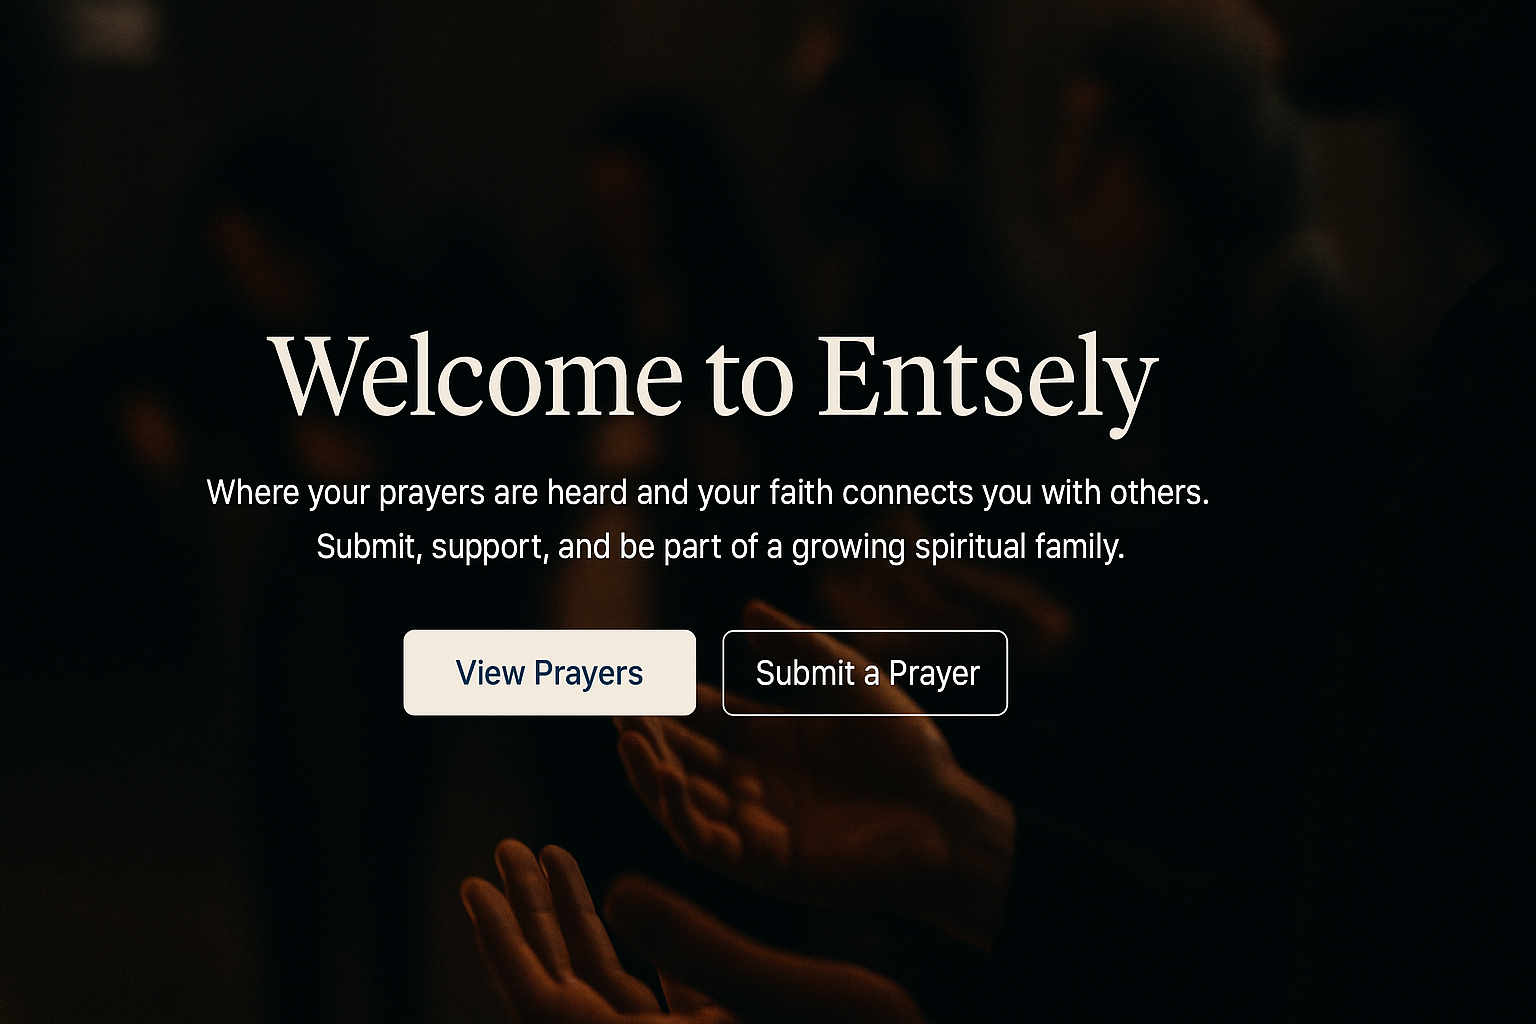 Welcome to Entsely
Where your prayers are heard and your faith connects you with others.
Submit, support, and be part of a growing spiritual family.
View Prayers
Submit a Prayer